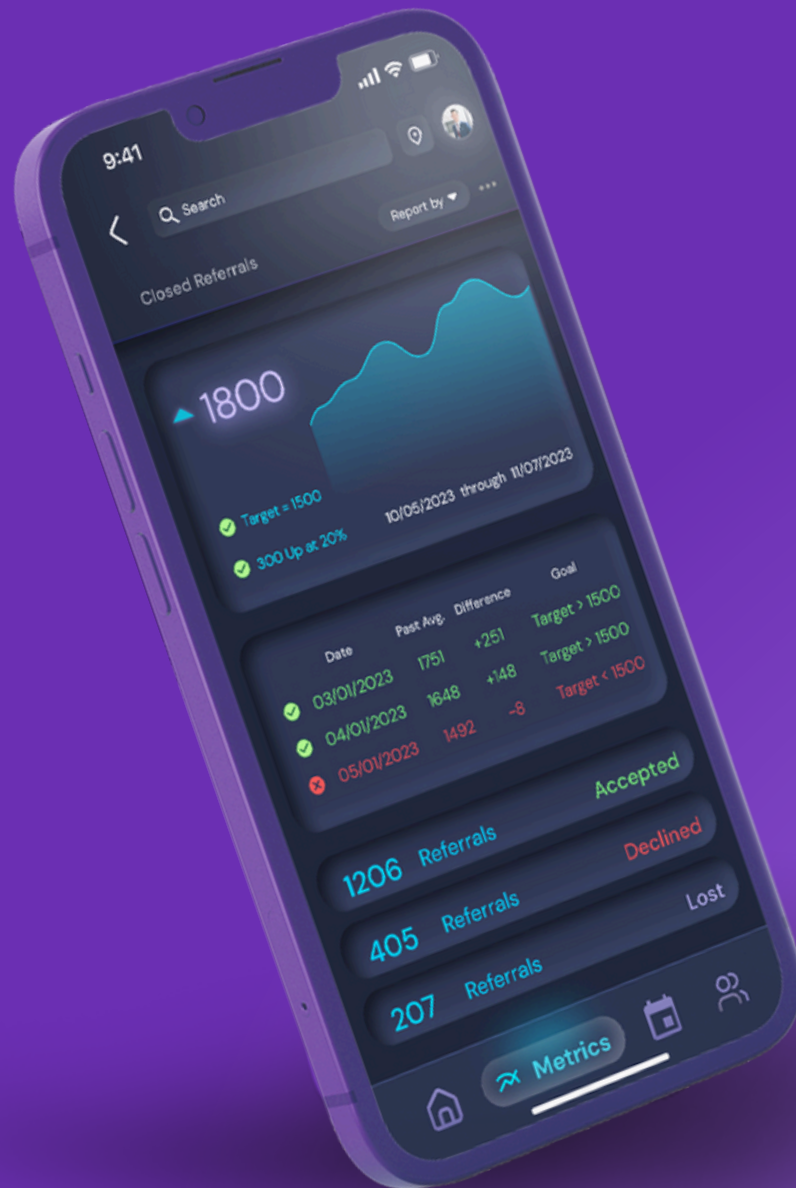 9:41
Search
Report by
Closed Referrals
1800
Target = 1500
300 Up at 20%
10/05/2023 through 11/07/2023
Date Past Avg. Difference Goal
03/01/2023 1751 +251 Target > 1500
04/01/2023 1648 +148 Target > 1500
05/01/2023 1492 -8 Target < 1500
1206 Referrals Accepted
405 Referrals Declined
207 Referrals Lost
Metrics